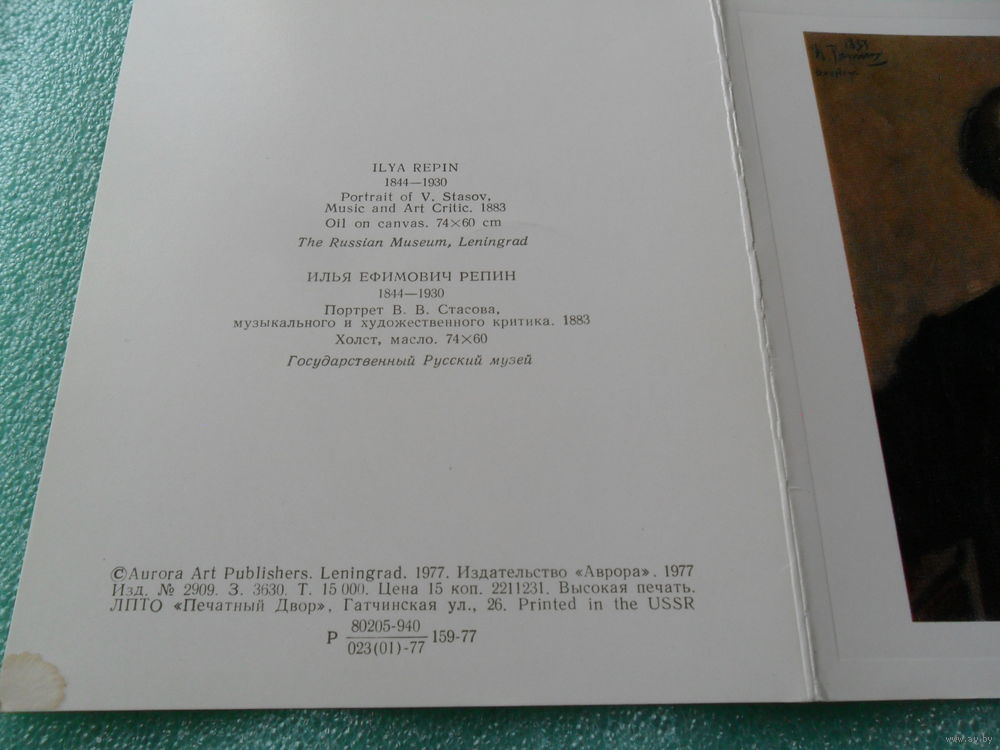 ILYA REPIN
1844—1930
Portrait of V. Stasov,
Music and Art Critic. 1883
Oil on canvas. 74×60 cm
The Russian Museum, Leningrad
ИЛЬЯ ЕФИМОВИЧ РЕПИН
1844—1930
Портрет В. В. Стасова,
музыкального и художественного критика. 1883
Холст, масло. 74×60
Государственный Русский музей
©Aurora Art Publishers. Leningrad. 1977. Издательство «Аврора». 1977
Изд. № 2909. З. 3630. Т. 15 000. Цена 15 коп. 2211231. Высокая печать.
ЛПТО «Печатный Двор», Гатчинская ул., 26. Printed in the USSR
Р 80205-940 159-77
023(01)-77
www.ay.by